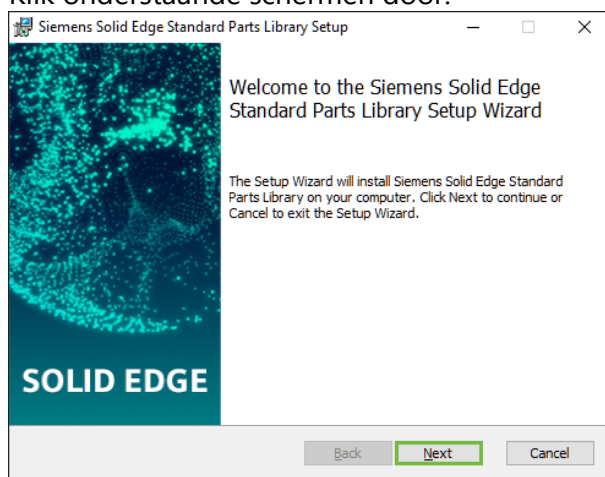 Klik onderstaande schermen door:
Siemens Solid Edge Standard Parts Library Setup
Welcome to the Siemens Solid Edge
Standard Parts Library Setup Wizard
The Setup Wizard will install Siemens Solid Edge Standard
Parts Library on your computer. Click Next to continue or
Cancel to exit the Setup Wizard.
SOLID EDGE
Back Next Cancel